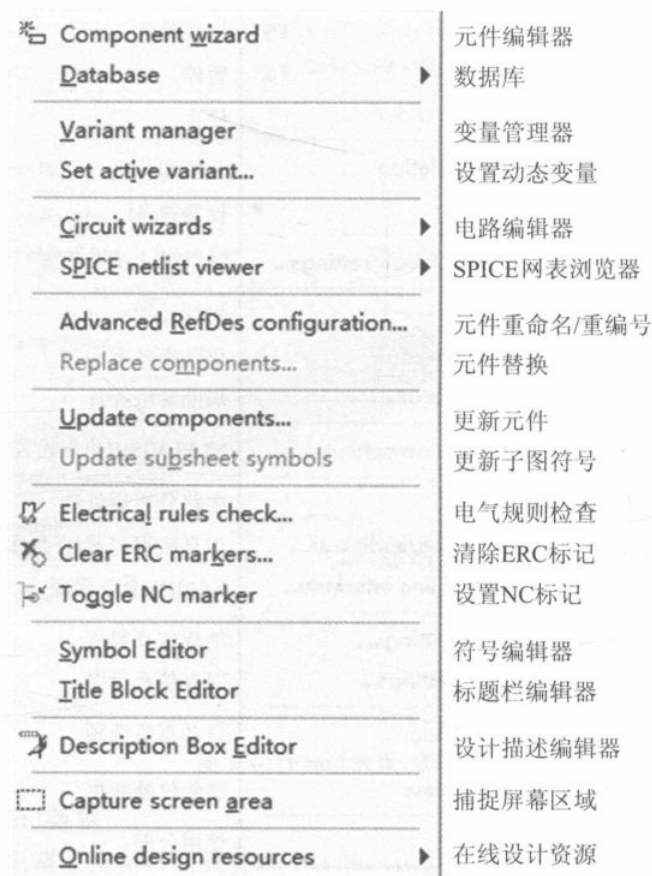 Component wizard 元件编辑器
Database 数据库
Variant manager 变量管理器
Set active variant... 设置动态变量
Circuit wizards 电路编辑器
SPICE netlist viewer SPICE网表浏览器
Advanced RefDes configuration... 元件重命名/重编号
Replace components... 元件替换
Update components... 更新元件
Update subsheet symbols 更新子图符号
Electrical rules check... 电气规则检查
Clear ERC markers... 清除ERC标记
Toggle NC marker 设置NC标记
Symbol Editor 符号编辑器
Title Block Editor 标题栏编辑器
Description Box Editor 设计描述编辑器
Capture screen area 捕捉屏幕区域
Online design resources 在线设计资源